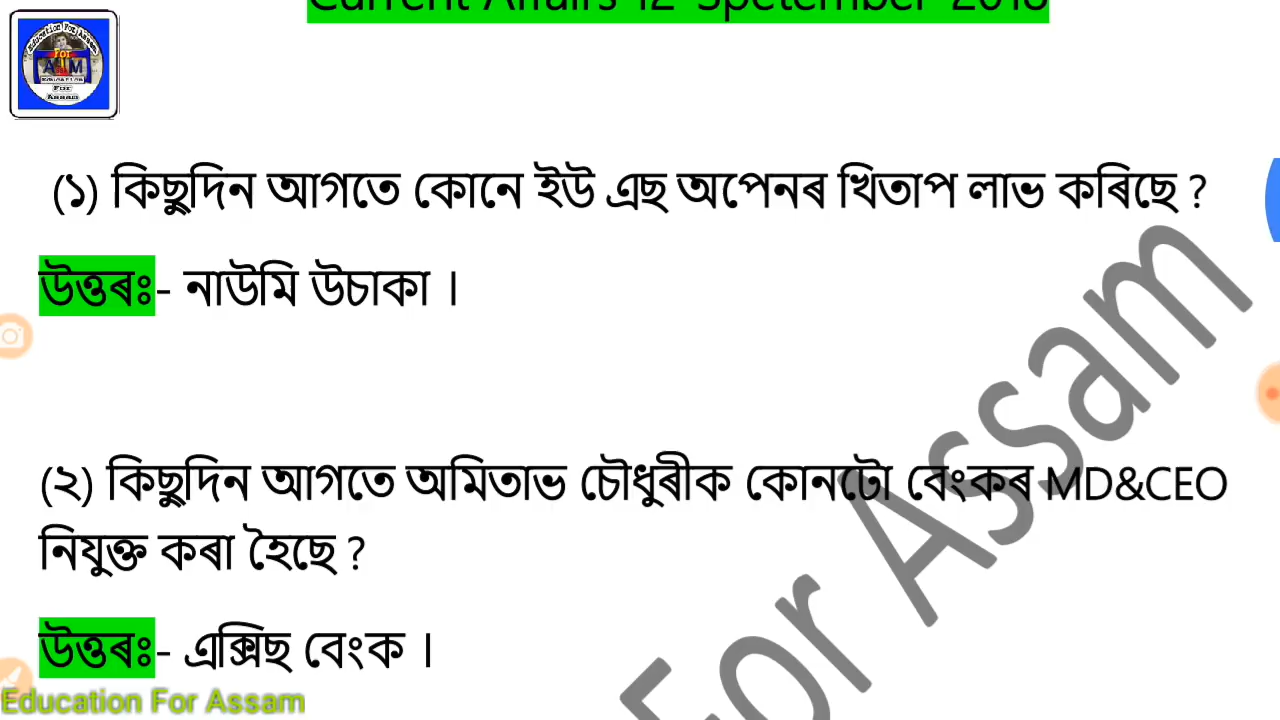 Current Affairs 12 Spetember 2018
(১) কিছুদিন আগতে কোনে ইউ এছ অপেনৰ খিতাপ লাভ কৰিছে ?
উত্তৰঃ- নাউমি উচাকা ।
(২) কিছুদিন আগতে অমিতাভ চৌধুৰীক কোনটো বেংকৰ MD&CEO
নিযুক্ত কৰা হৈছে ?
উত্তৰঃ- এক্সিছ বেংক ।
For Assam
Education For Assam